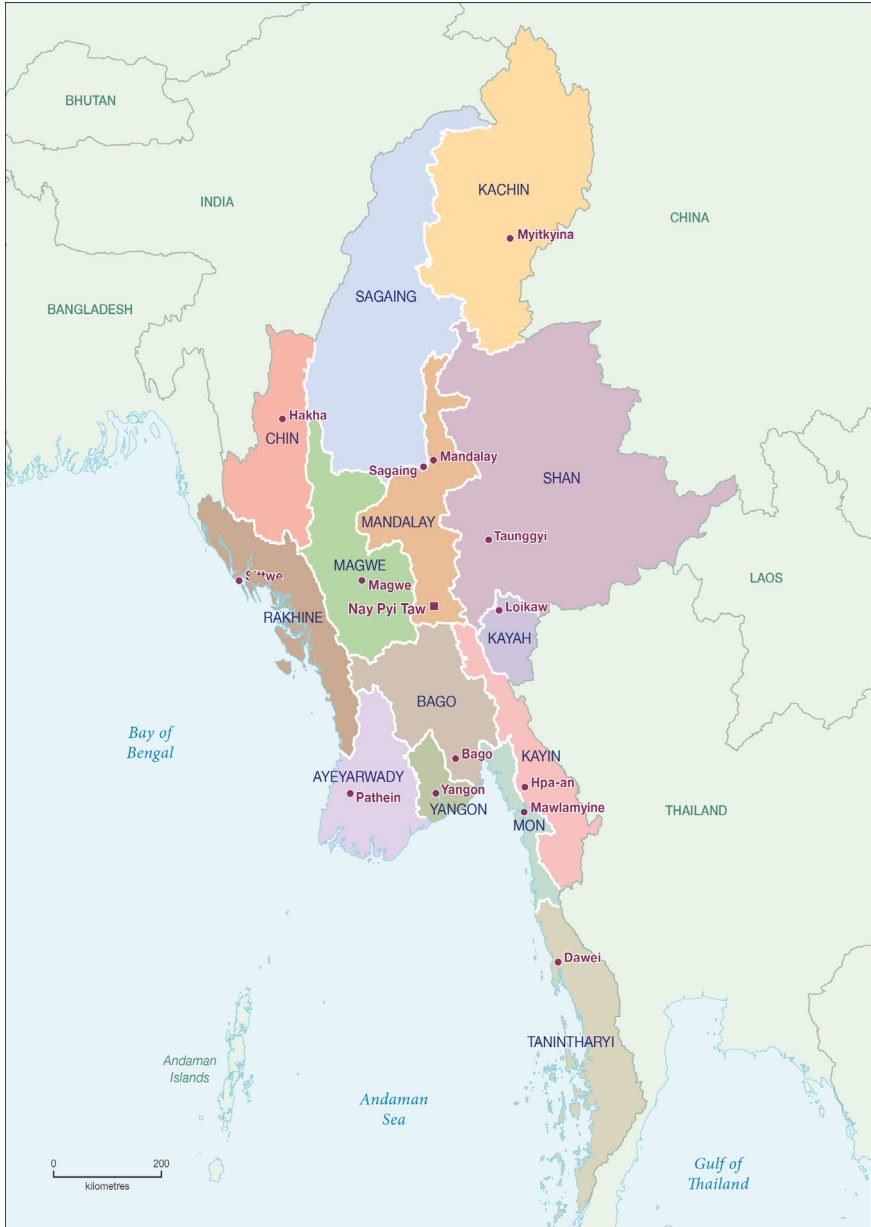 BHUTAN
KACHIN
INDIA
CHINA
Myitkyina
SAGAING
BANGLADESH
Hakha
CHIN
Mandalay
Sagaing
SHAN
MANDALAY
Taunggyi
MAGWE
Magwe
LAOS
Sittwe
Nay Pyi Taw
Loikaw
RAKHINE
KAYAH
BAGO
Bay of
Bengal
Bago
KAYIN
AYEYARWADY
Hpa-an
Pathein
Yangon
YANGON
Mawlamyine
THAILAND
MON
Dawei
TANINTHARYI
Andaman
Islands
Andaman
Sea
0 200
kilometres
Gulf of
Thailand